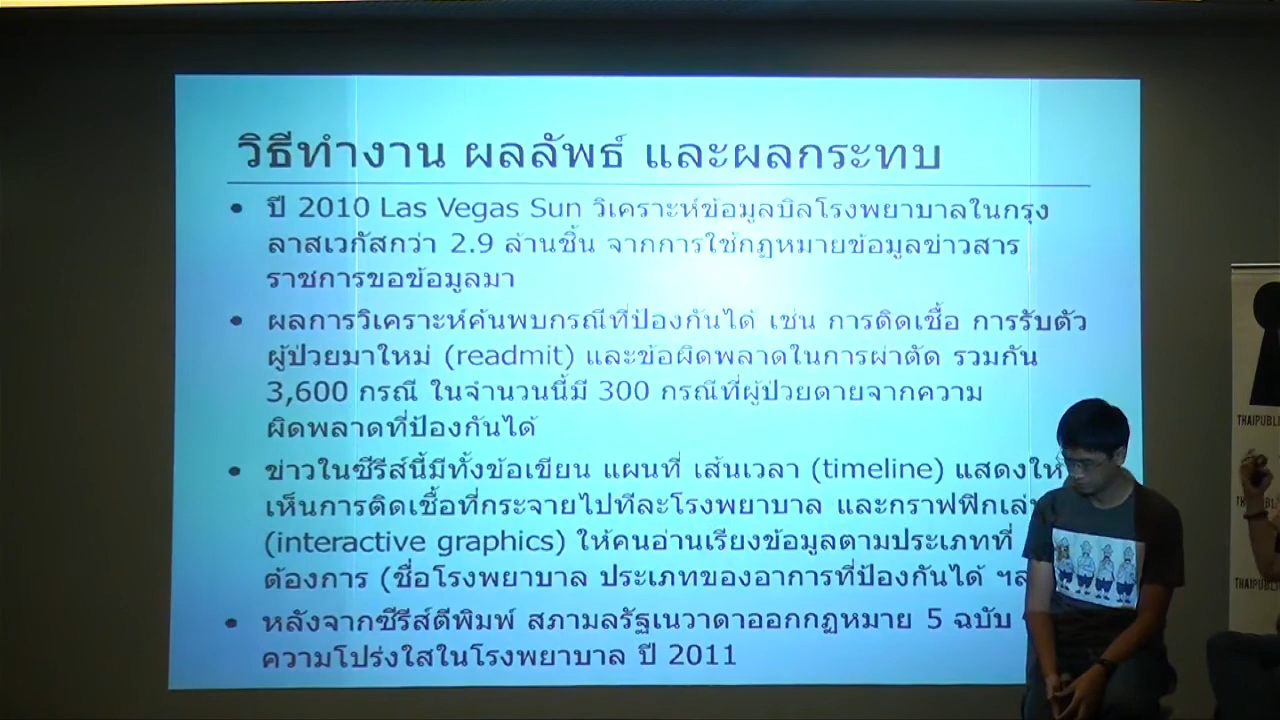 วิธีทำงาน ผลลัพธ์ และผลกระทบ
• ปี 2010 Las Vegas Sun วิเคราะห์ข้อมูลบิลโรงพยาบาลในกรุง
ลาสเวกัสกว่า 2.9 ล้านชิ้น จากการใช้กฎหมายข้อมูลข่าวสาร
ราชการขอข้อมูลมา
• ผลการวิเคราะห์ค้นพบกรณีที่ป้องกันได้ เช่น การติดเชื้อ การรับตัว
ผู้ป่วยมาใหม่ (readmit) และข้อผิดพลาดในการผ่าตัด รวมกัน
3,600 กรณี ในจำนวนนี้มี 300 กรณีที่ผู้ป่วยตายจากความ
ผิดพลาดที่ป้องกันได้
• ข่าวในซีรีส์นี้มีทั้งข้อเขียน แผนที่ เส้นเวลา (timeline) แสดงให้
เห็นการติดเชื้อที่กระจายไปทีละโรงพยาบาล และกราฟฟิกเล่น
(interactive graphics) ให้คนอ่านเรียงข้อมูลตามประเภทที่
ต้องการ (ชื่อโรงพยาบาล ประเภทของอาการที่ป้องกันได้
• หลังจากซีรีส์ตีพิมพ์ สภามลรัฐเนวาดาออกกฎหมาย 5 ฉบับ
ความโปร่งใสในโรงพยาบาล ปี 2011